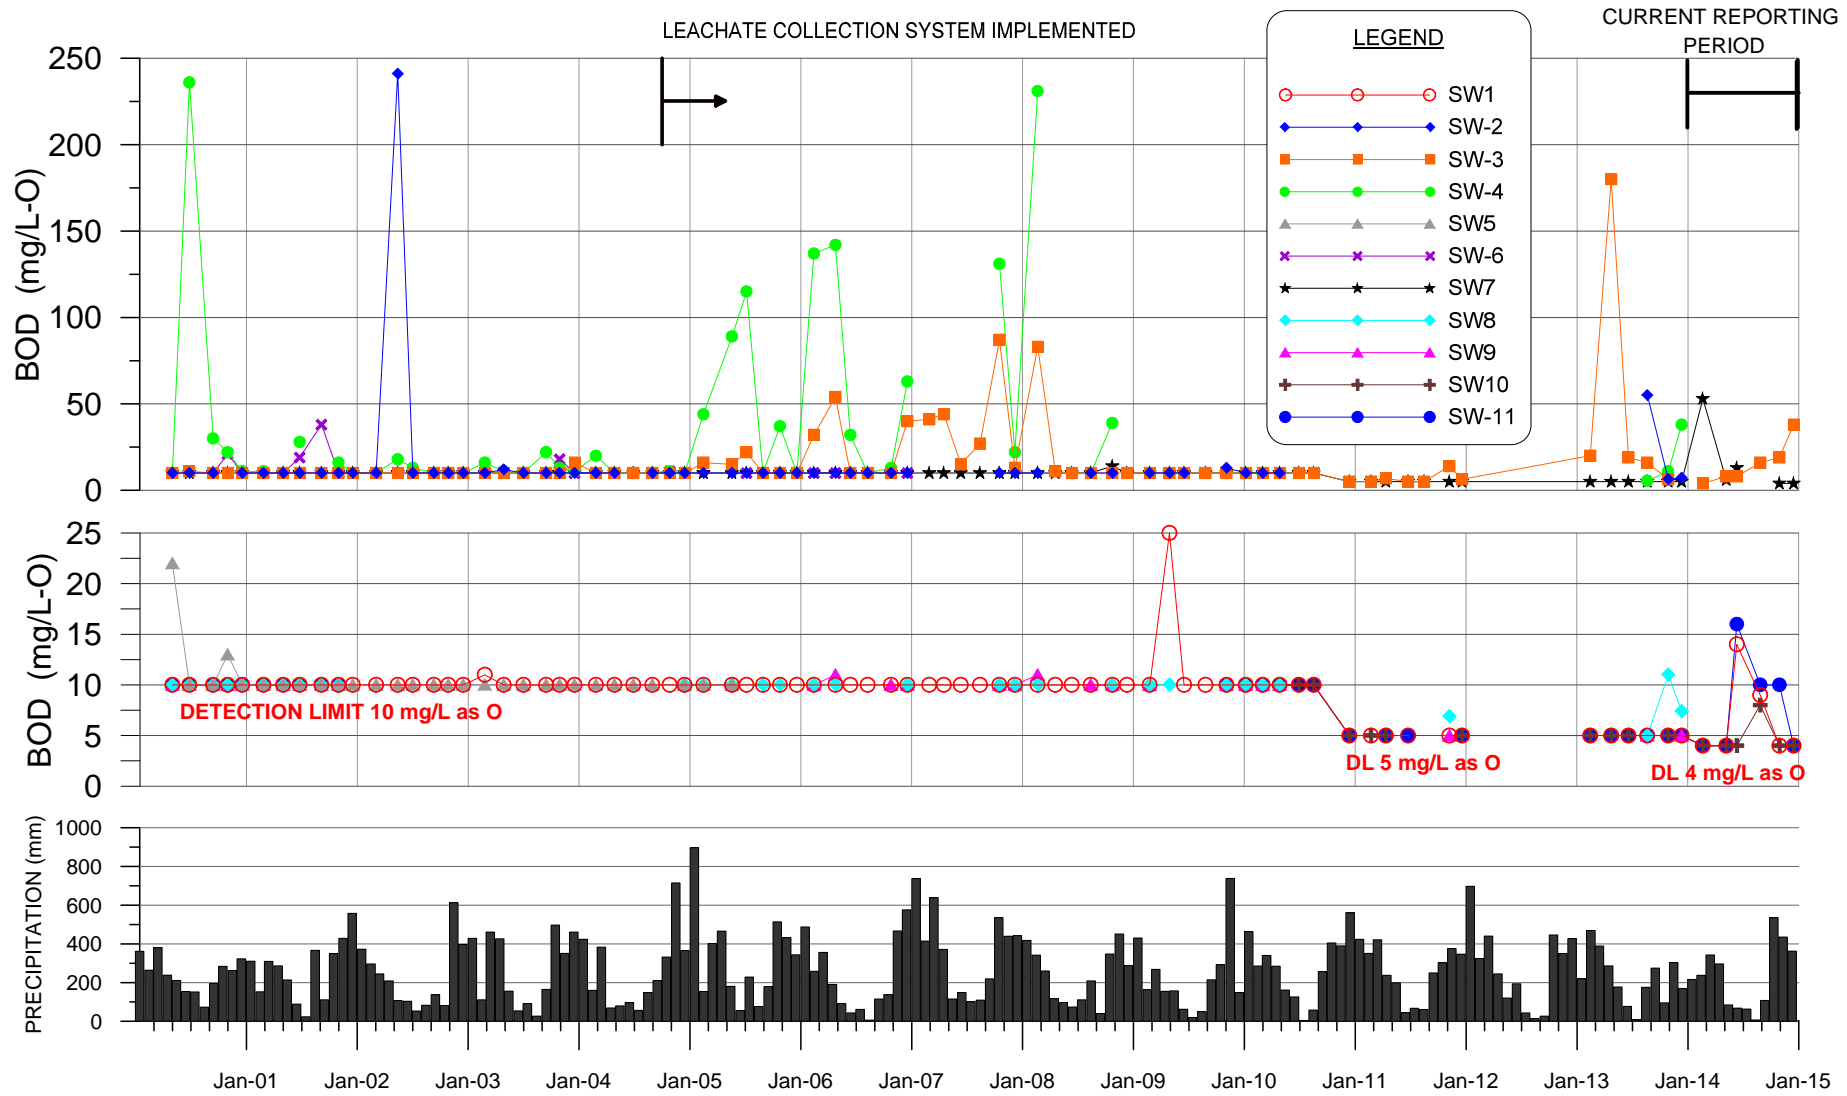 LEACHATE COLLECTION SYSTEM IMPLEMENTED
CURRENT REPORTING
PERIOD
LEGEND
SW1
SW-2
SW-3
SW-4
SW5
SW-6
SW7
SW8
SW9
SW10
SW-11
BOD (mg/L-O)
250
200
150
100
50
0
BOD (mg/L-O)
25
20
15
10
5
0
DETECTION LIMIT 10 mg/L as O
DL 5 mg/L as O
DL 4 mg/L as O
PRECIPITATION (mm)
1000
800
600
400
200
0
Jan-01 Jan-02 Jan-03 Jan-04 Jan-05 Jan-06 Jan-07 Jan-08 Jan-09 Jan-10 Jan-11 Jan-12 Jan-13 Jan-14 Jan-15